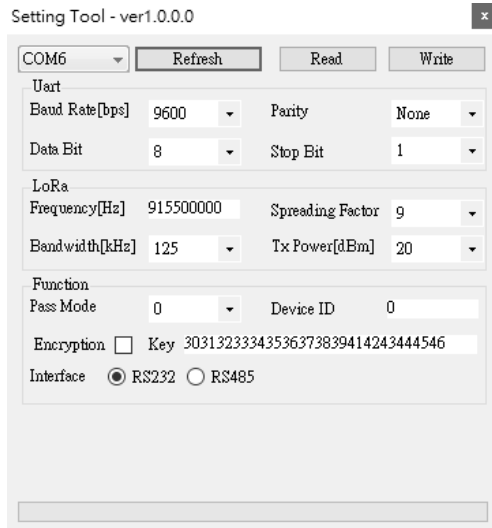 Setting Tool - ver1.0.0.0 x
COM6 Refresh Read Write
Uart
Baud Rate[bps] 9600 Parity None
Data Bit 8 Stop Bit 1
LoRa
Frequency[Hz] 915500000 Spreading Factor 9
Bandwidth[kHz] 125 Tx Power[dBm] 20
Function
Pass Mode 0 Device ID 0
Encryption Key 30313233343536373839414243444546
Interface RS232 RS485